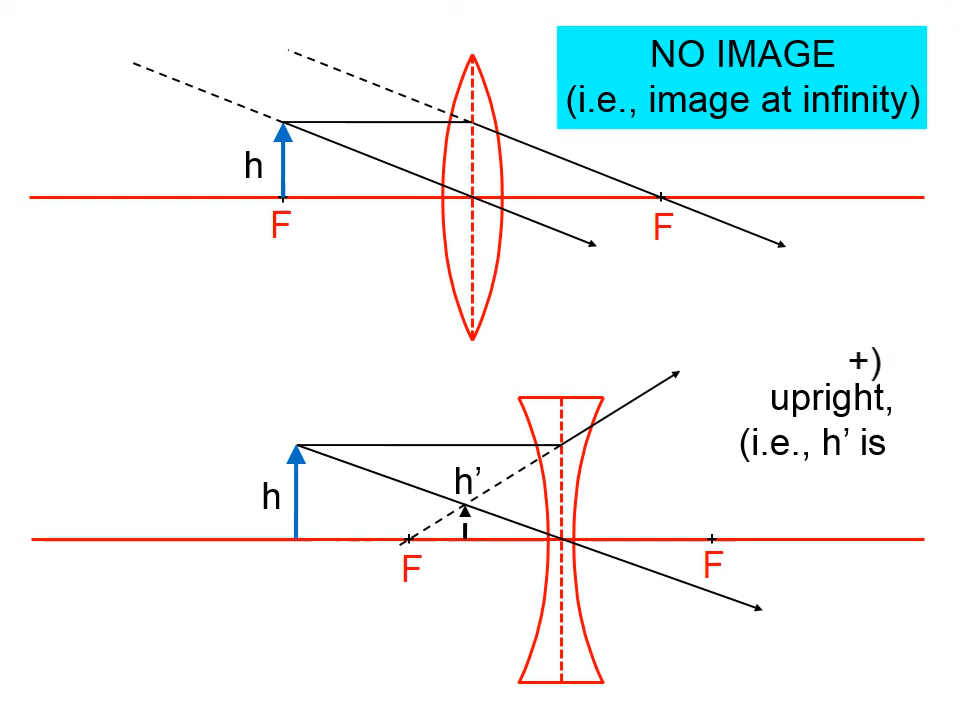 NO IMAGE
(i.e., image at infinity)
h
F
F
+)
upright,
(i.e., h’ is
h’
h
F
F